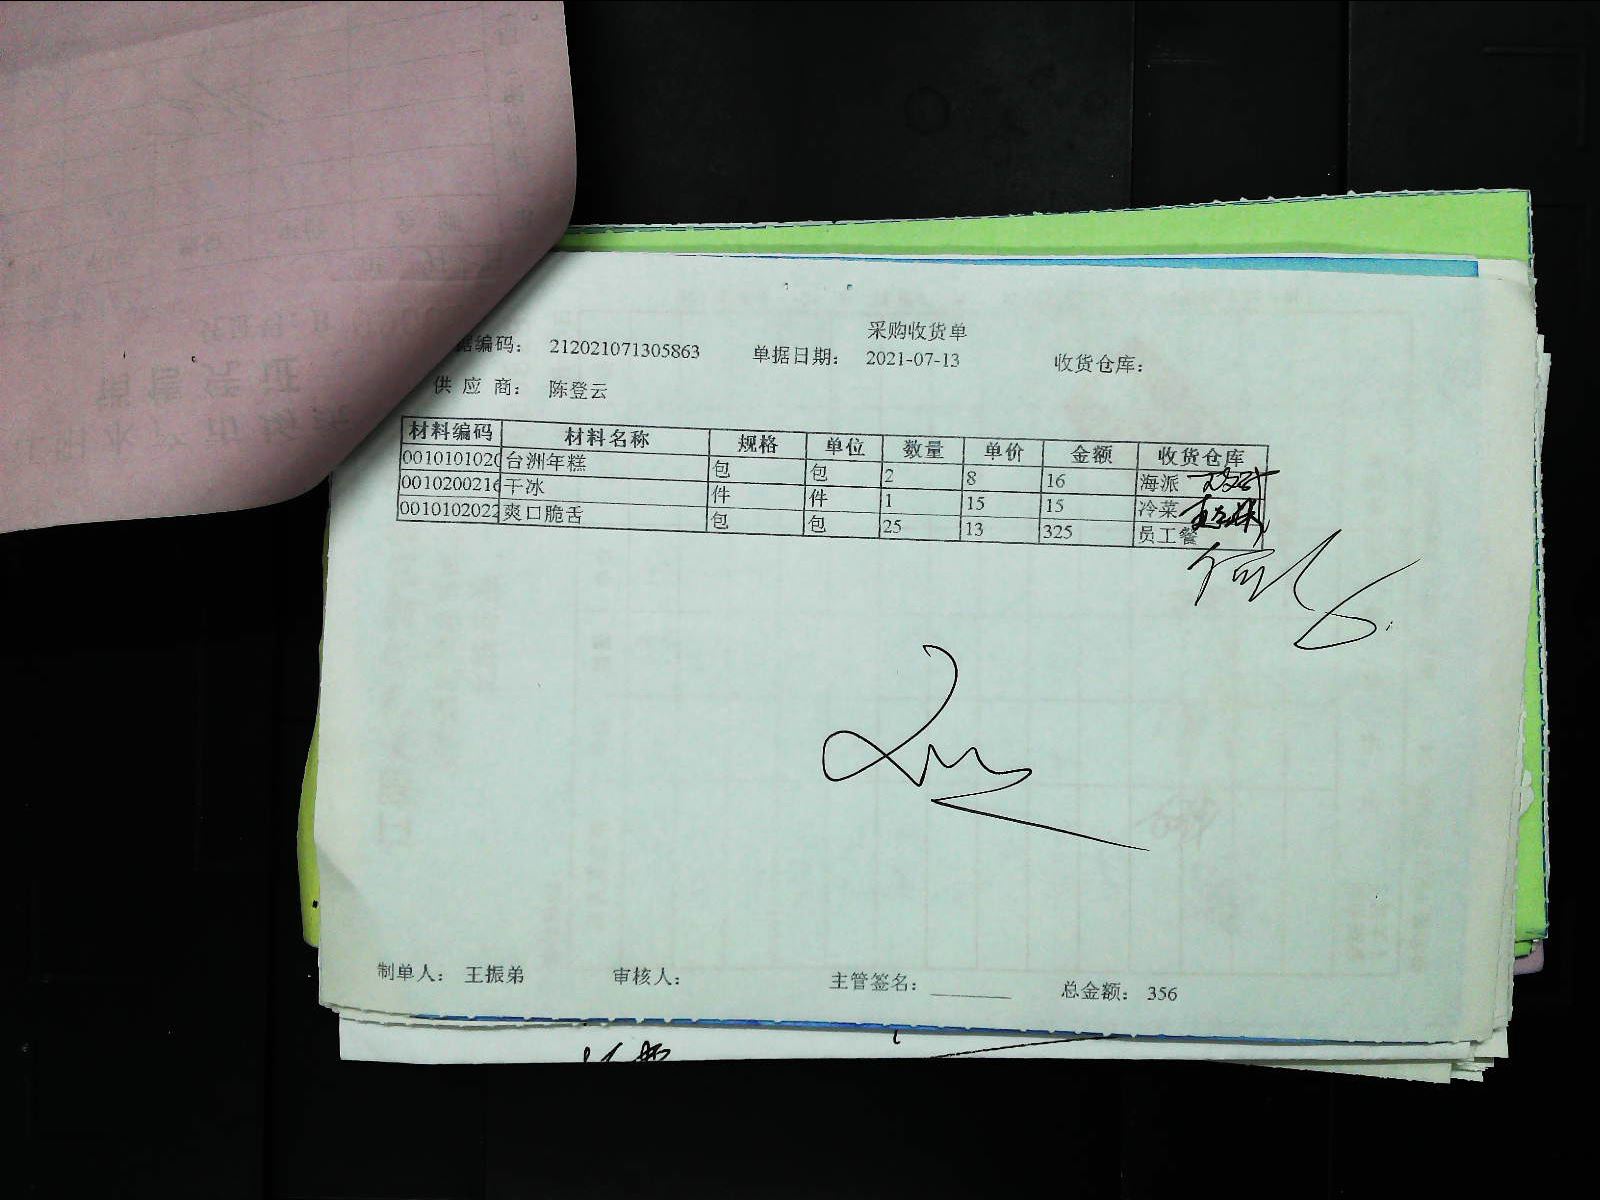 采购收货单
据编码： 212021071305863 单据日期： 2021-07-13 收货仓库：
供 应 商： 陈登云
材料编码 材料名称 规格 单位 数量 单价 金额 收货仓库
0010101020 台洲年糕 包 包 2 8 16 海派
0010200216 干冰 件 件 1 15 15 冷菜
0010102022 爽口脆舌 包 包 25 13 325 员工餐
制单人： 王振弟 审核人： 主管签名： 总金额： 356